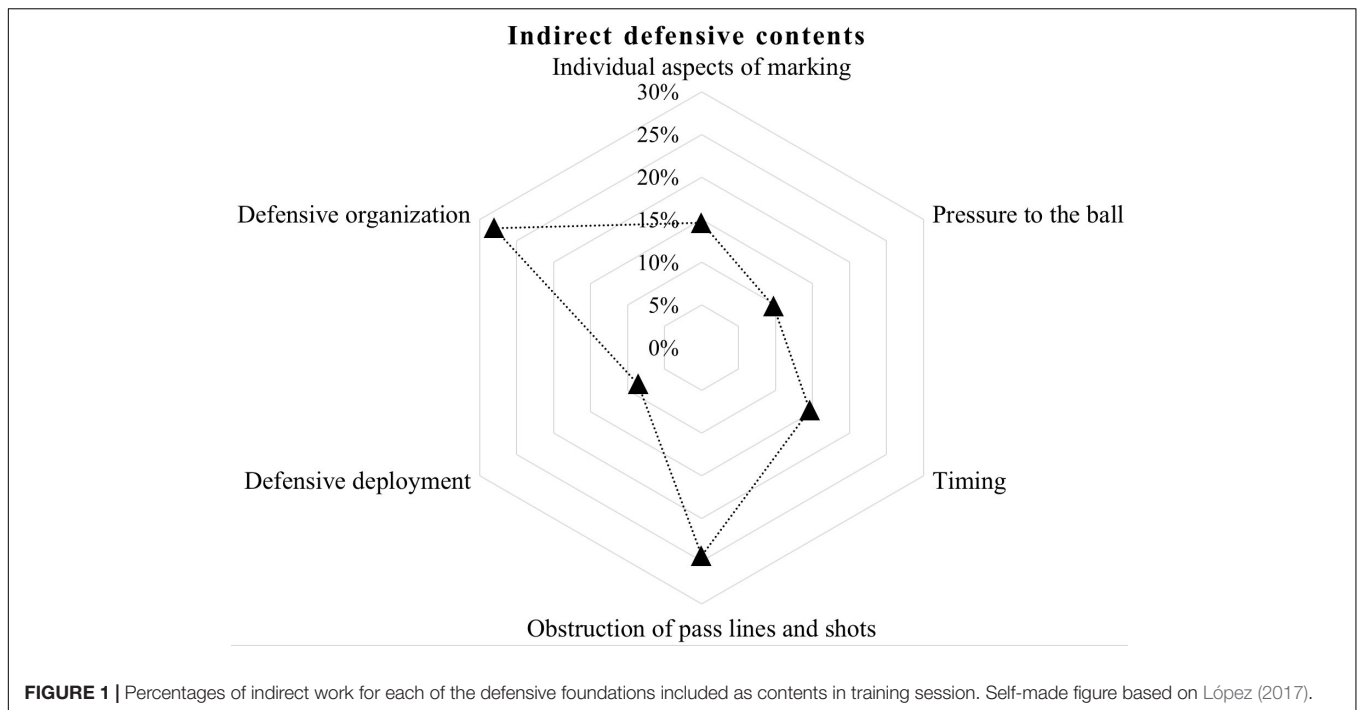 Indirect defensive contents
Individual aspects of marking
30%
25%
20%
15%
10%
5%
0%
Defensive organization
Pressure to the ball
Defensive deployment
Timing
Obstruction of pass lines and shots
FIGURE 1 | Percentages of indirect work for each of the defensive foundations included as contents in training session. Self-made figure based on López (2017).